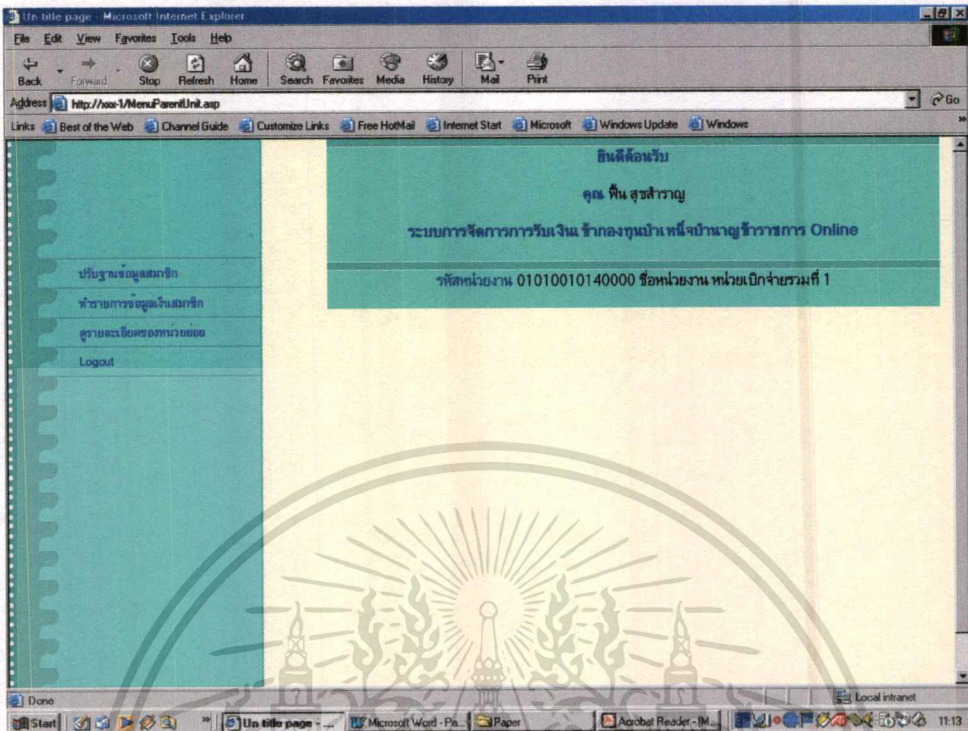 Un title page - Microsoft Internet Explorer
File Edit View Favorites Tools Help
Back Forward Stop Refresh Home Search Favorites Media History Mail Print
Address http://xxx-1/MenuParentUnit.asp Go
Links Best of the Web Channel Guide Customize Links Free HotMail Internet Start Microsoft Windows Update Windows
ยินดีต้อนรับ
คุณ ฟื้น สุขสำราญ
ระบบการจัดการการรับเงินเข้ากองทุนบำเหน็จบำนาญข้าราชการ Online
รหัสหน่วยงาน 01010010140000 ชื่อหน่วยงาน หน่วยเบิกจ่ายรวมที่ 1
ปรับฐานข้อมูลสมาชิก
ทำรายการข้อมูลเงินสมาชิก
ดูรายละเอียดของหน่วยย่อย
Logout
Done Local intranet
Start Un title page - ... Microsoft Word - Pa... Paper Acrobat Reader - [M... 11:13